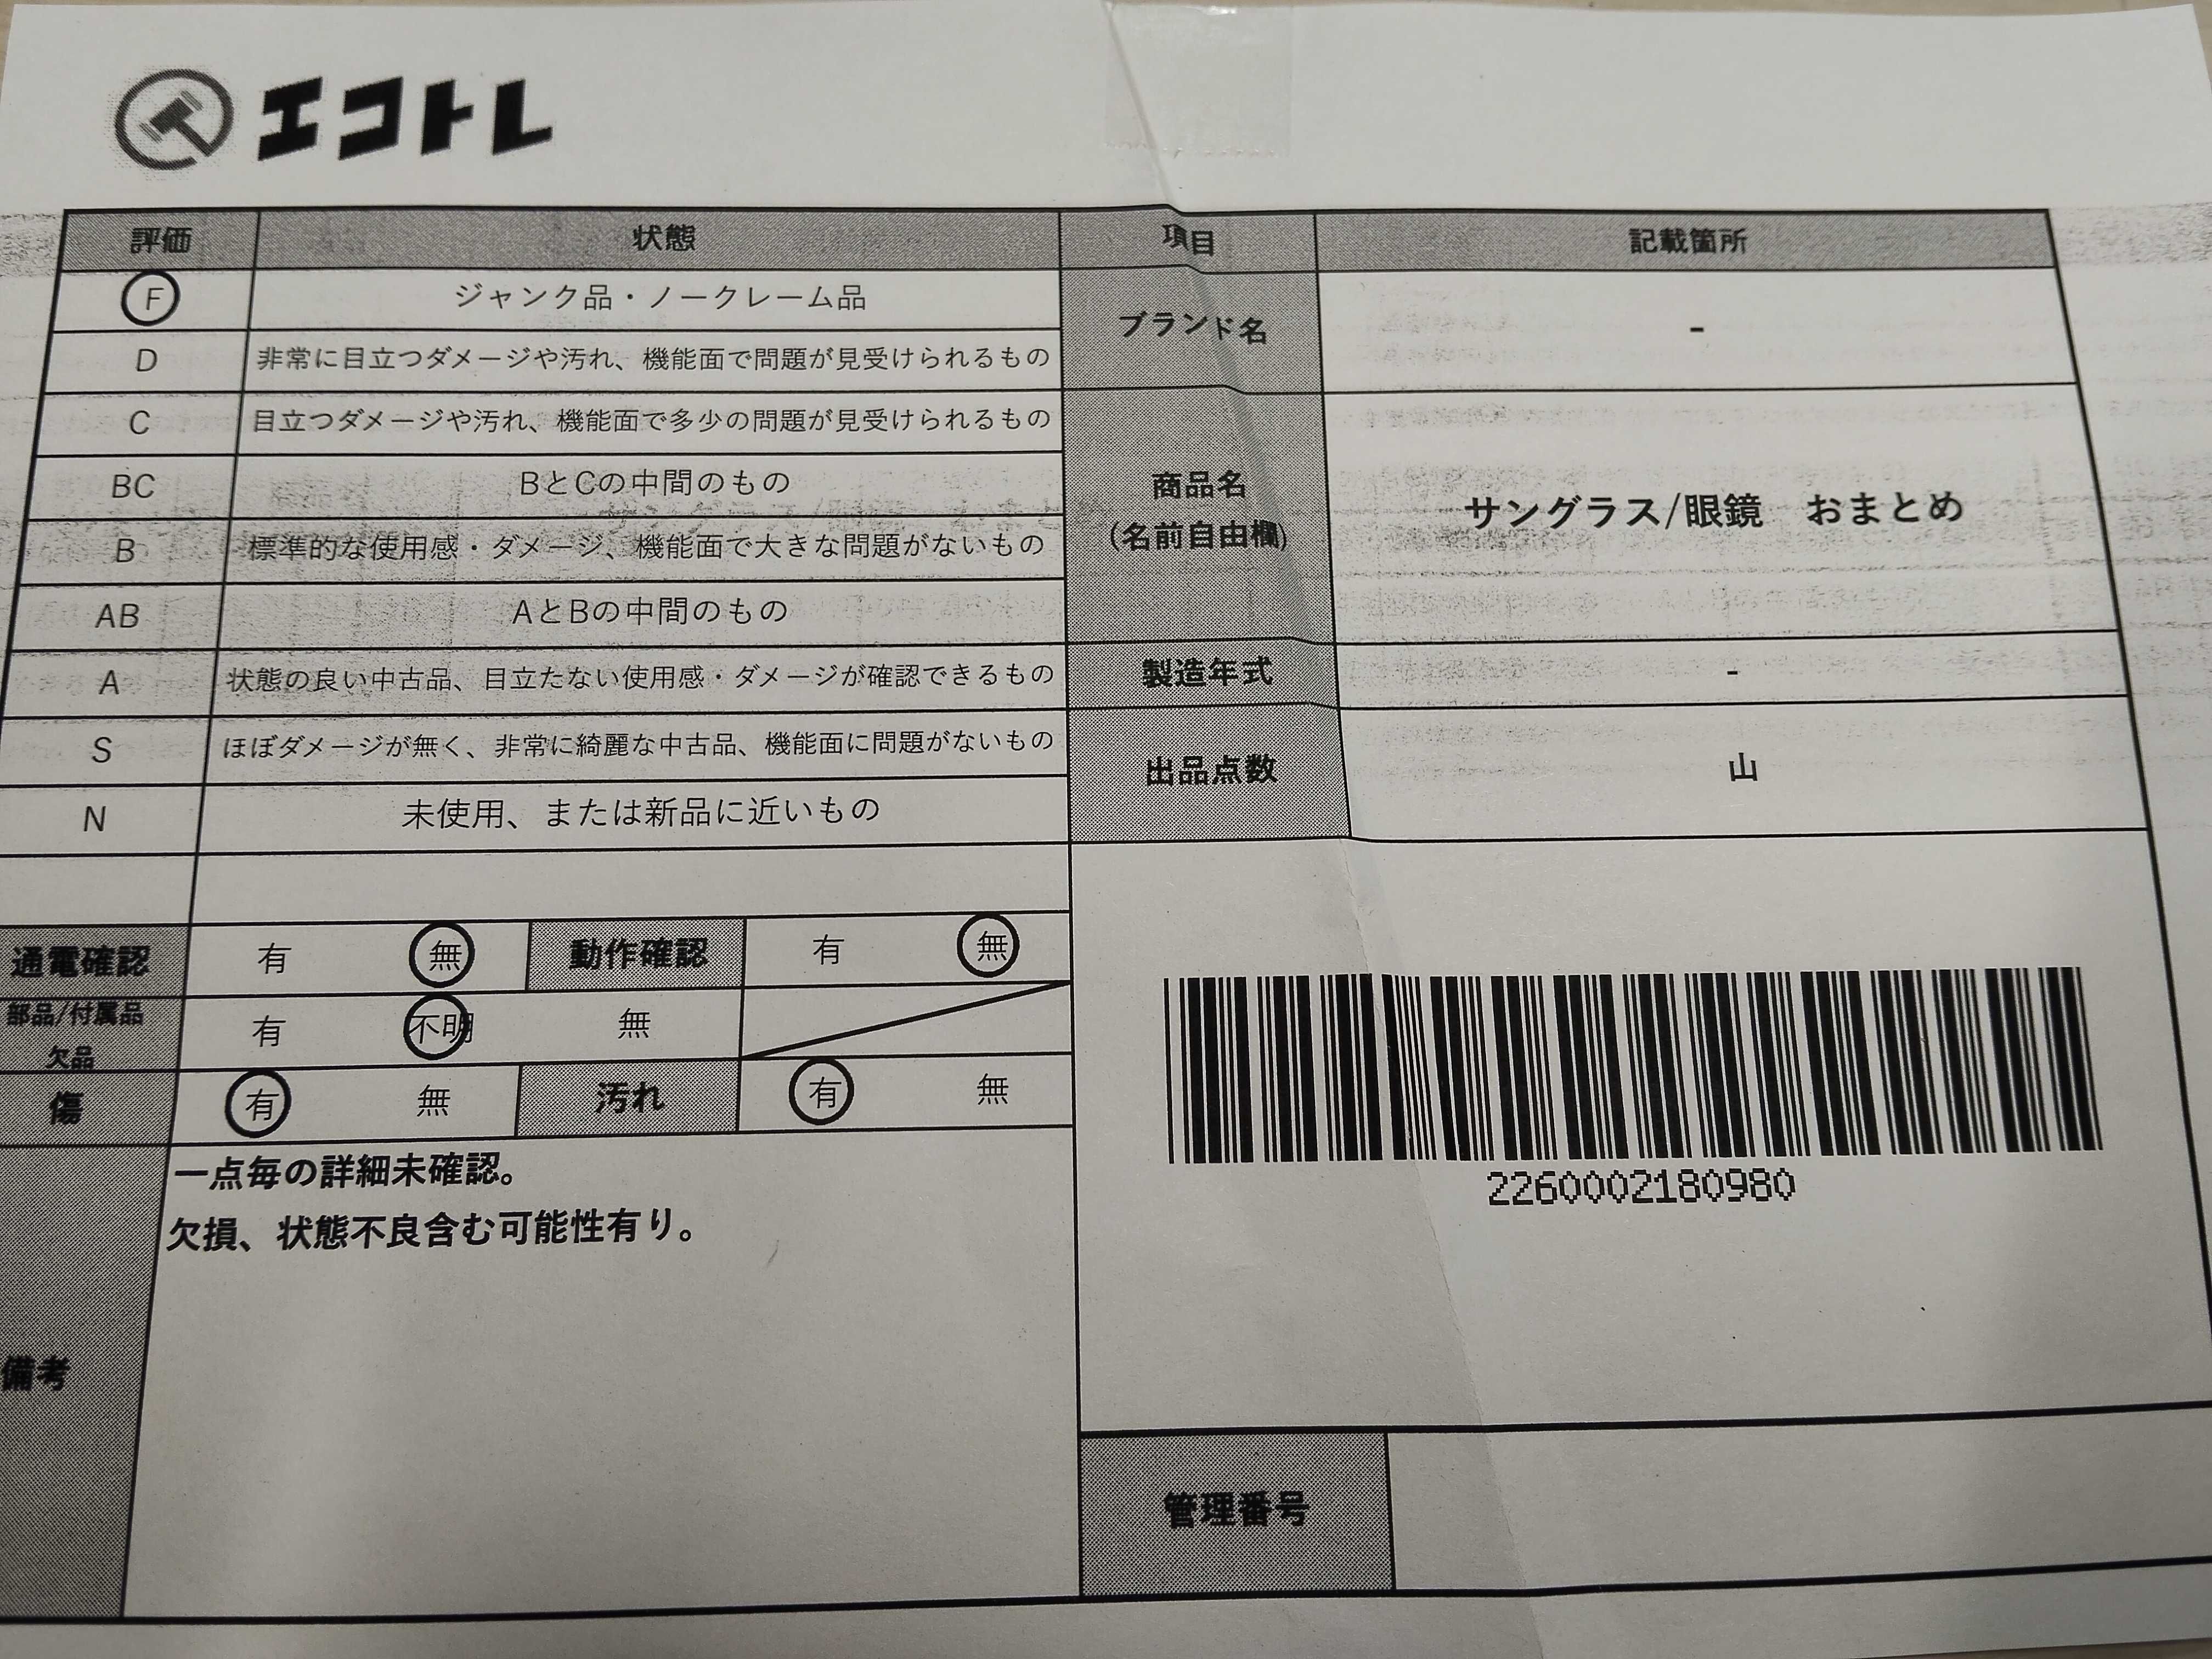 エコトレ
評価 状態 項目 記載箇所
F ジャンク品・ノークレーム品
D 非常に目立つダメージや汚れ、機能面で問題が見受けられるもの
C 目立つダメージや汚れ、機能面で多少の問題が見受けられるもの
BC BとCの中間のもの
B 標準的な使用感・ダメージ、機能面で大きな問題がないもの
AB AとBの中間のもの
A 状態の良い中古品、目立たない使用感・ダメージが確認できるもの
S ほぼダメージが無く、非常に綺麗な中古品、機能面に問題がないもの
N 未使用、または新品に近いもの
ブランド名 -
商品名
(名前自由欄)
サングラス/眼鏡 おまとめ
製造年式 -
出品点数 山
通電確認 有 無 動作確認 有 無
部品/付属品
欠品
有 不明 無
傷 有 無 汚れ 有 無
備考
一点毎の詳細未確認。
欠損、状態不良含む可能性有り。
2260002180980
管理番号